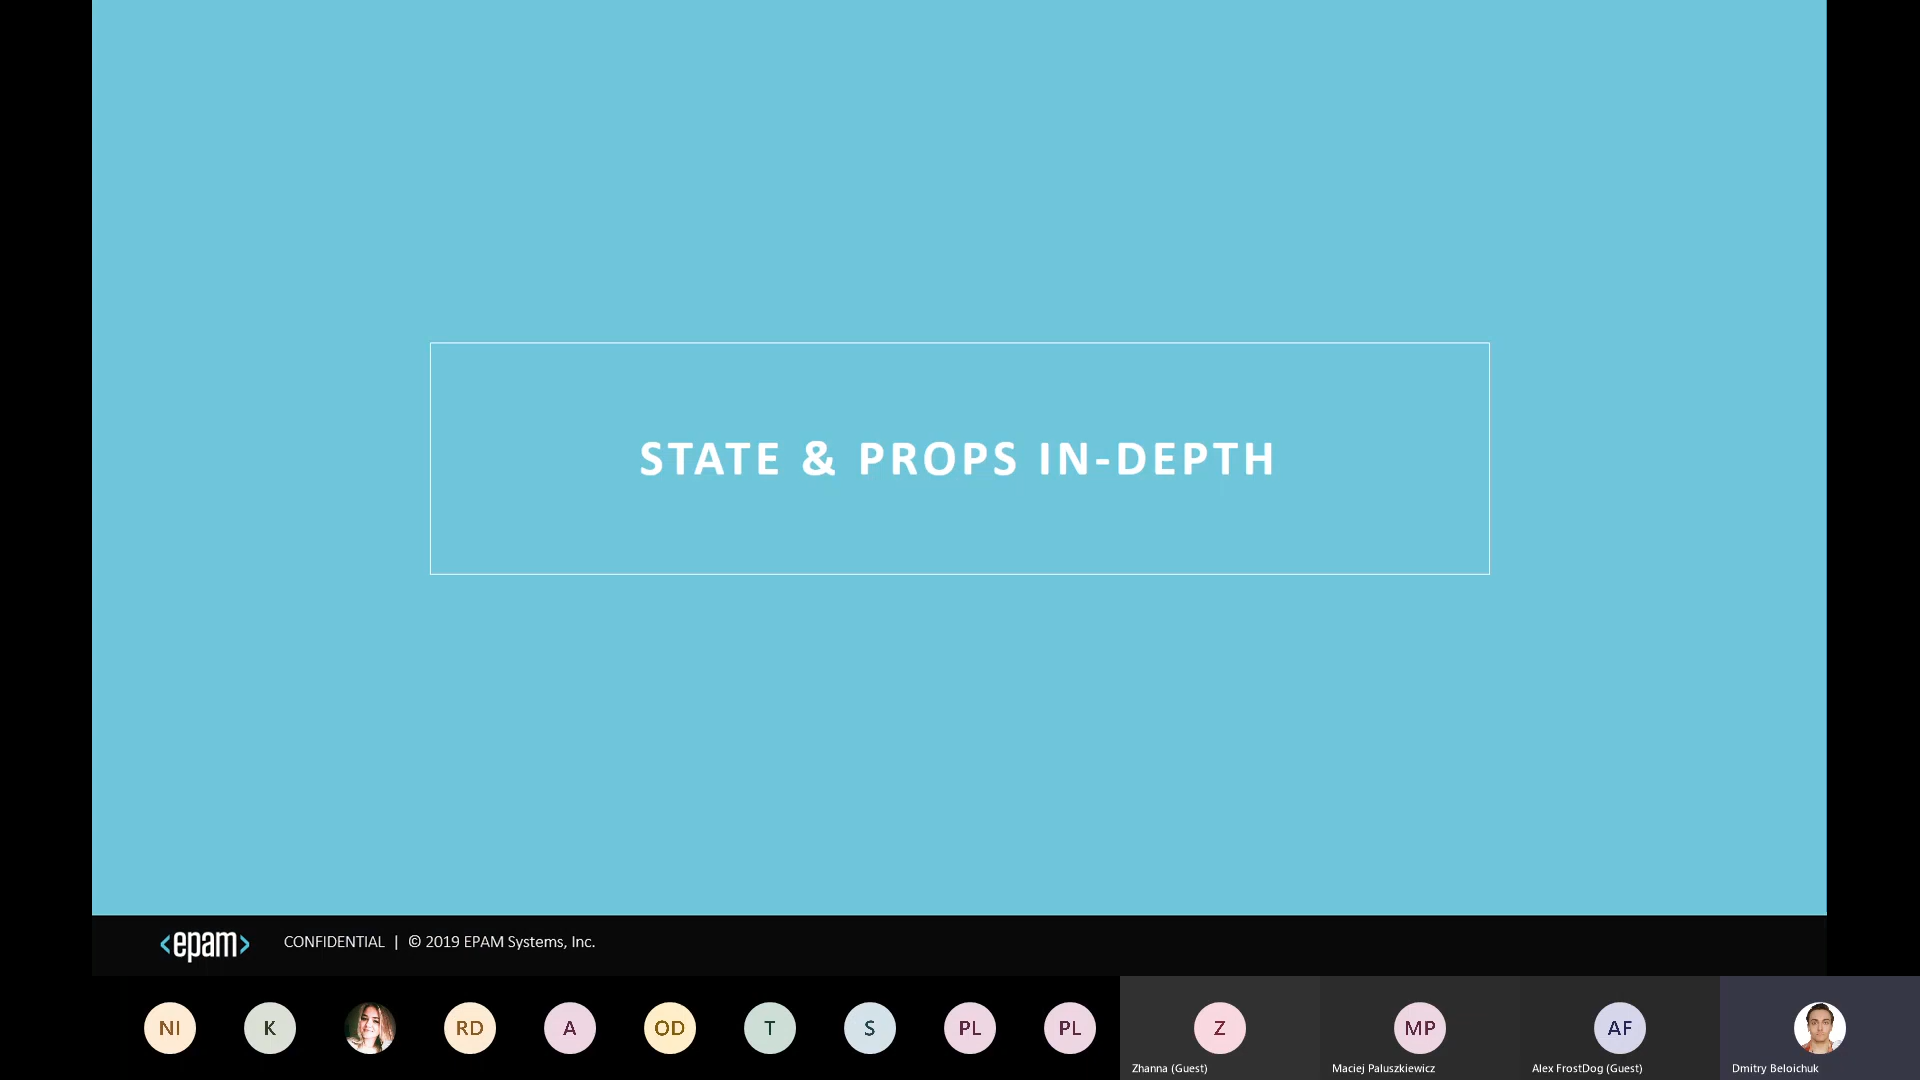 STATE & PROPS IN-DEPTH
<epam> CONFIDENTIAL | © 2019 EPAM Systems, Inc.
NI K RD A OD T S PL PL Z MP AF
Zhanna (Guest) Maciej Paluszkiewicz Alex FrostDog (Guest) Dmitry Beloichuk